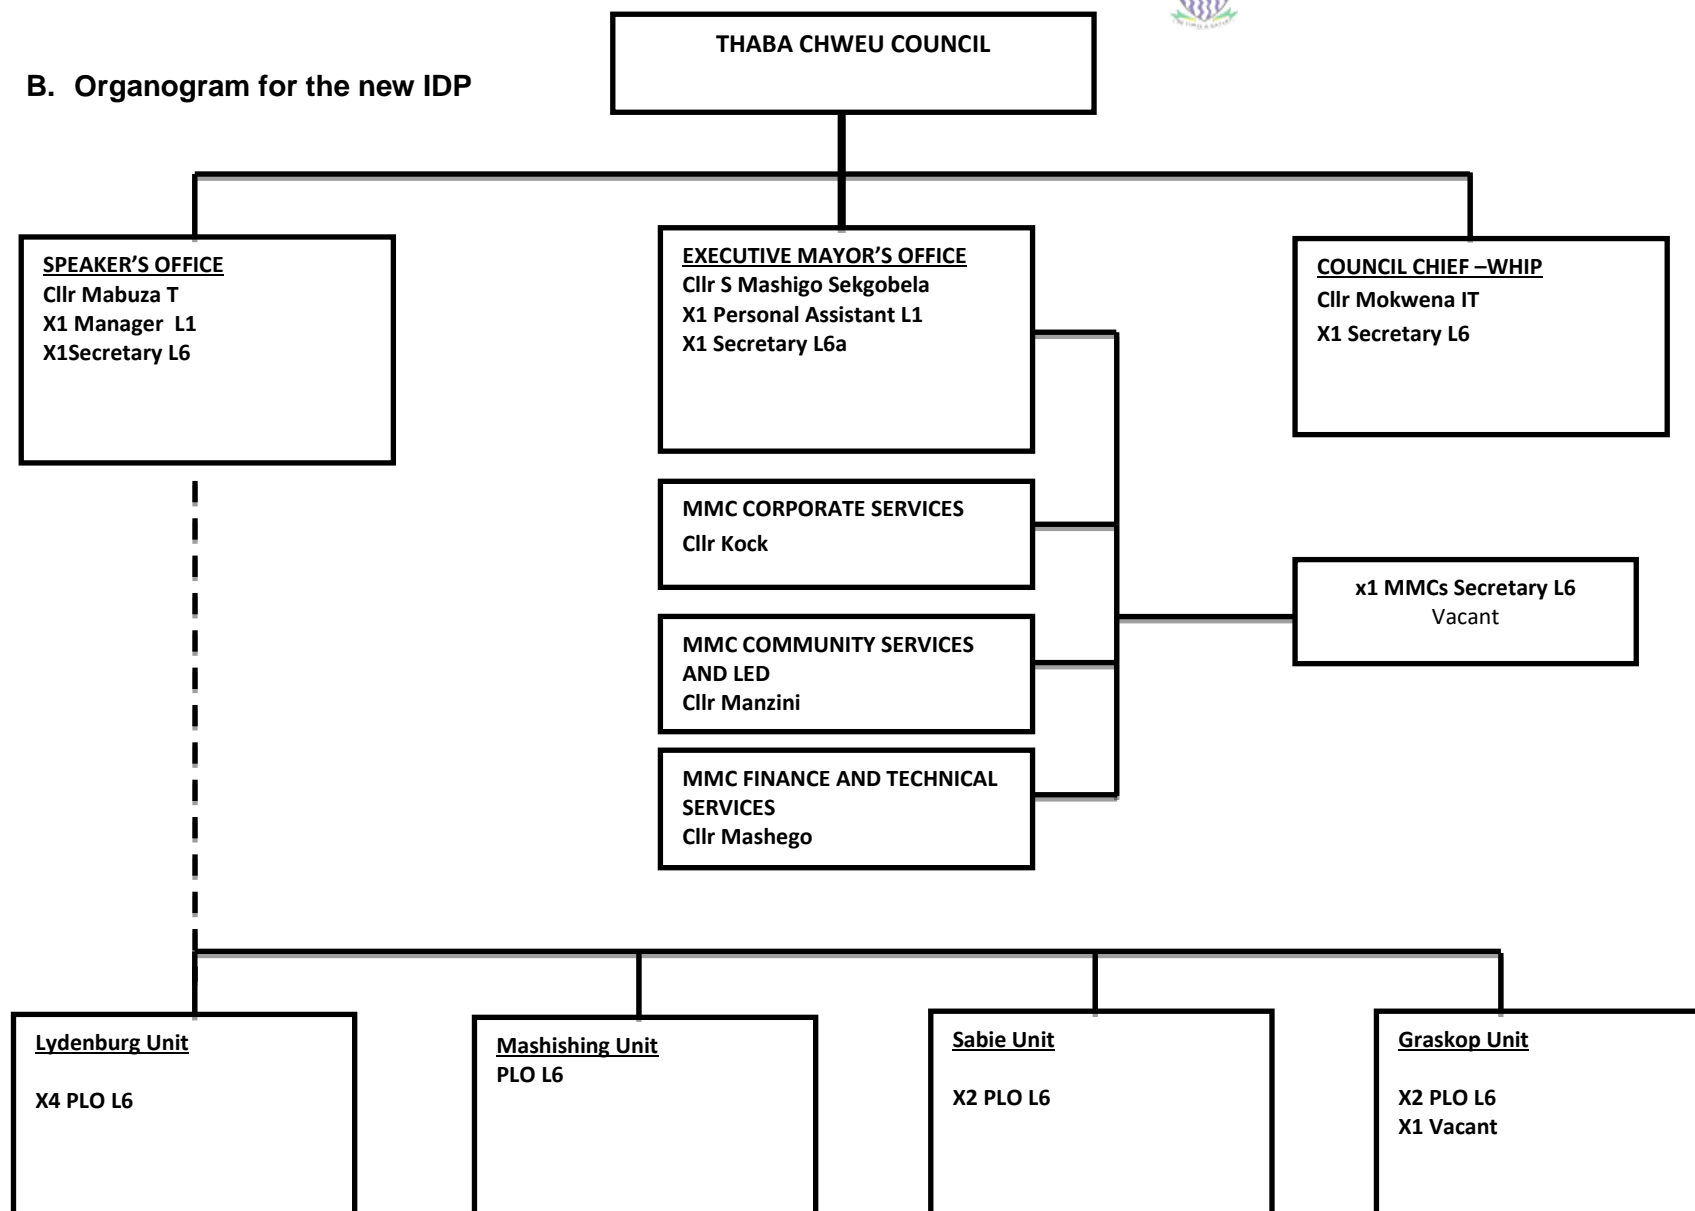 THABA CHWEU COUNCIL
B. Organogram for the new IDP
SPEAKER'S OFFICE
Cllr Mabuza T
X1 Manager L1
X1Secretary L6
EXECUTIVE MAYOR'S OFFICE
Cllr S Mashigo Sekgobela
X1 Personal Assistant L1
X1 Secretary L6a
COUNCIL CHIEF –WHIP
Cllr Mokwena IT
X1 Secretary L6
MMC CORPORATE SERVICES
Cllr Kock
x1 MMCs Secretary L6
Vacant
MMC COMMUNITY SERVICES
AND LED
Cllr Manzini
MMC FINANCE AND TECHNICAL
SERVICES
Cllr Mashego
Lydenburg Unit
X4 PLO L6
Mashishing Unit
PLO L6
Sabie Unit
X2 PLO L6
Graskop Unit
X2 PLO L6
X1 Vacant